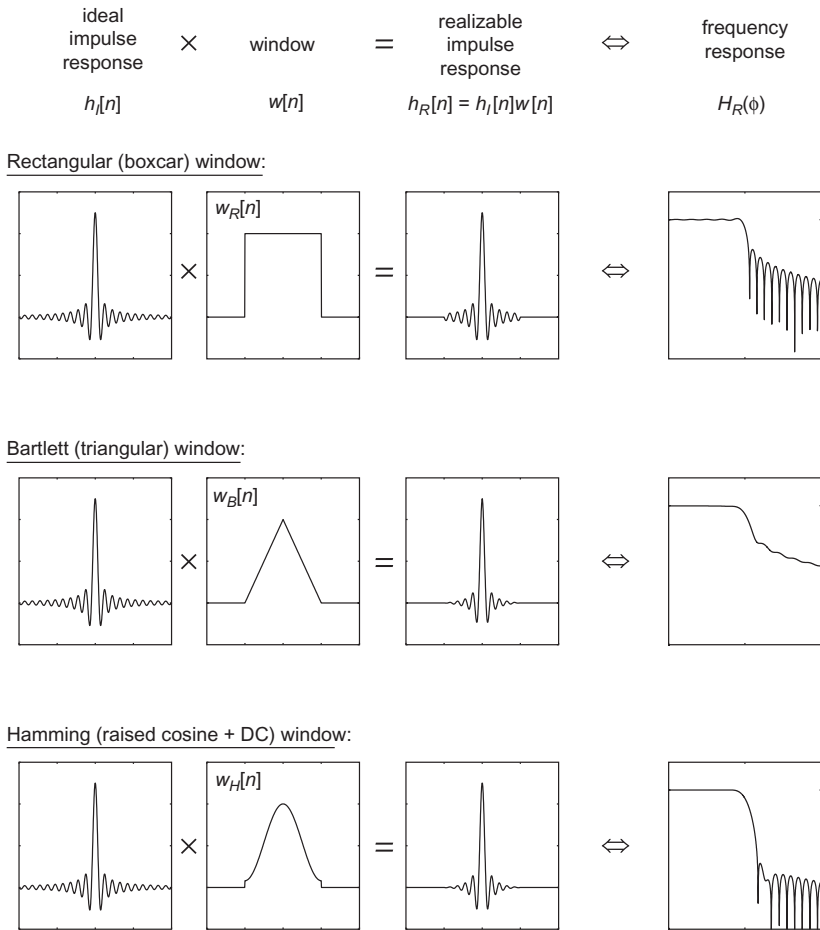 ideal
impulse
response
×
window
=
realizable
impulse
response
⇔
frequency
response
h_I[n]
w[n]
h_R[n] = h_I[n]w[n]
H_R(ϕ)
Rectangular (boxcar) window:
×
w_R[n]
=
⇔
Bartlett (triangular) window:
×
w_B[n]
=
⇔
Hamming (raised cosine + DC) window:
×
w_H[n]
=
⇔